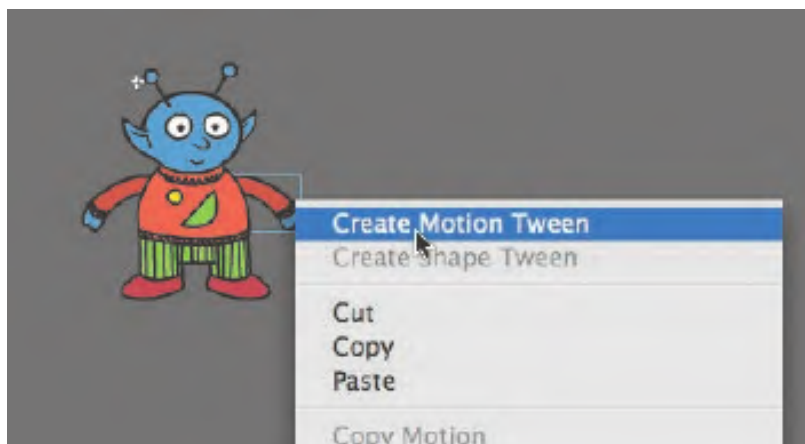 Create Motion Tween
Create Shape Tween
Cut
Copy
Paste
Copy Motion